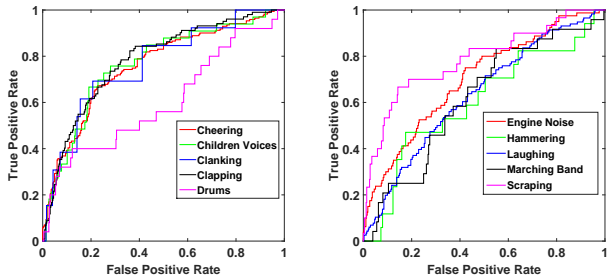 1
0.8
0.6
0.4
0.2
0
True Positive Rate
Cheering
Children Voices
Clanking
Clapping
Drums
0 0.2 0.4 0.6 0.8 1
False Positive Rate
1
0.8
0.6
0.4
0.2
0
True Positive Rate
Engine Noise
Hammering
Laughing
Marching Band
Scraping
0 0.2 0.4 0.6 0.8 1
False Positive Rate